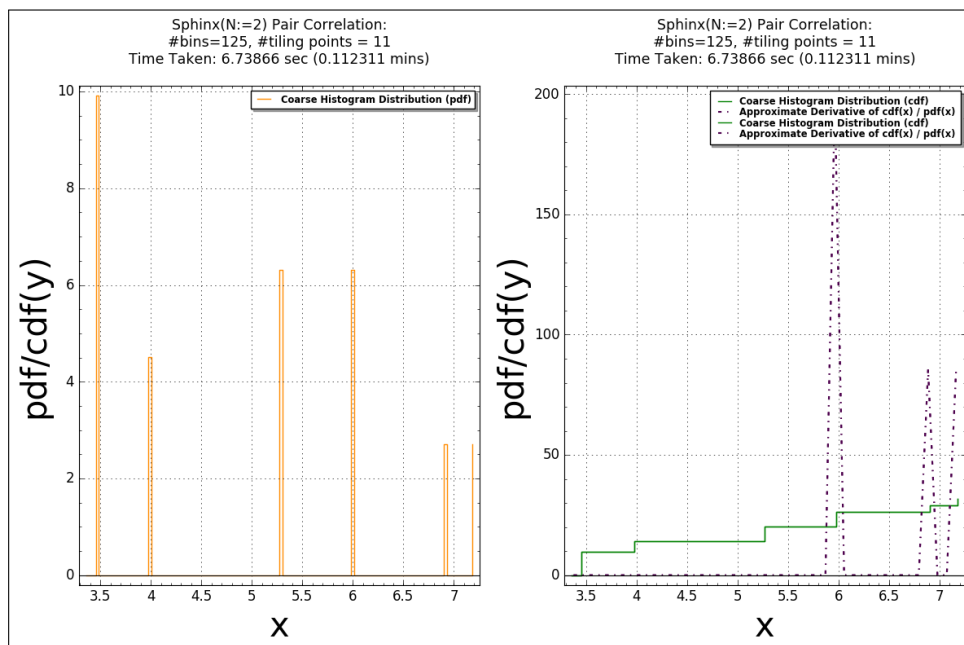 Sphinx(N:=2) Pair Correlation:
#bins=125, #tiling points = 11
Time Taken: 6.73866 sec (0.112311 mins)
Coarse Histogram Distribution (pdf)
10
8
6
4
2
0
pdf/cdf(y)
3.5 4 4.5 5 5.5 6 6.5 7
x
Sphinx(N:=2) Pair Correlation:
#bins=125, #tiling points = 11
Time Taken: 6.73866 sec (0.112311 mins)
Coarse Histogram Distribution (cdf)
Approximate Derivative of cdf(x) / pdf(x)
Coarse Histogram Distribution (cdf)
Approximate Derivative of cdf(x) / pdf(x)
200
150
100
50
0
pdf/cdf(y)
3.5 4 4.5 5 5.5 6 6.5 7
x